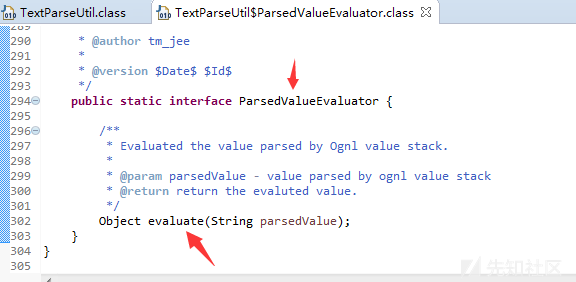 TextParseUtil.class
TextParseUtil$ParsedValueEvaluator.class
289
290 * @author tm_jee
291 *
292 * @version $Date$ $Id$
293 */
294 public static interface ParsedValueEvaluator {
295
296 /**
297 * Evaluated the value parsed by Ognl value stack.
298 *
299 * @param parsedValue - value parsed by ognl value stack
300 * @return return the evaluted value.
301 */
302 Object evaluate(String parsedValue);
303 }
304 }
305
先知社区